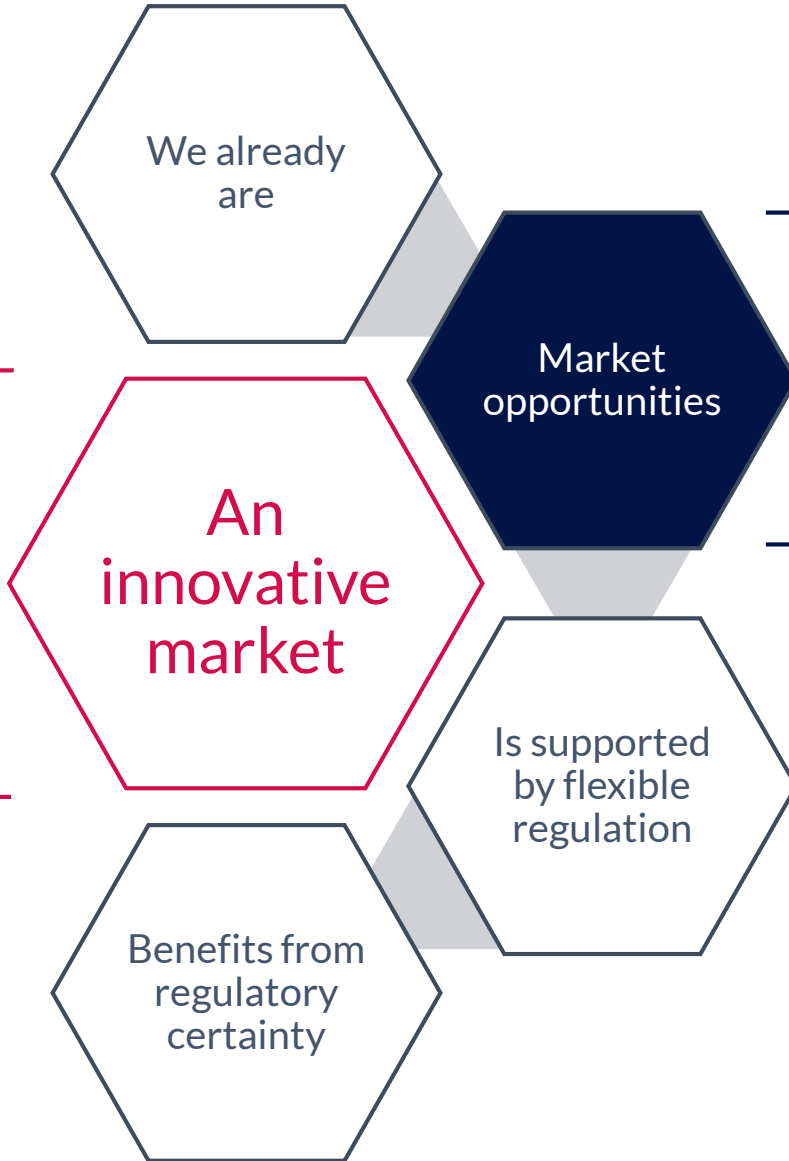 We already
are
Market
opportunities
An
innovative
market
Is supported
by flexible
regulation
Benefits from
regulatory
certainty